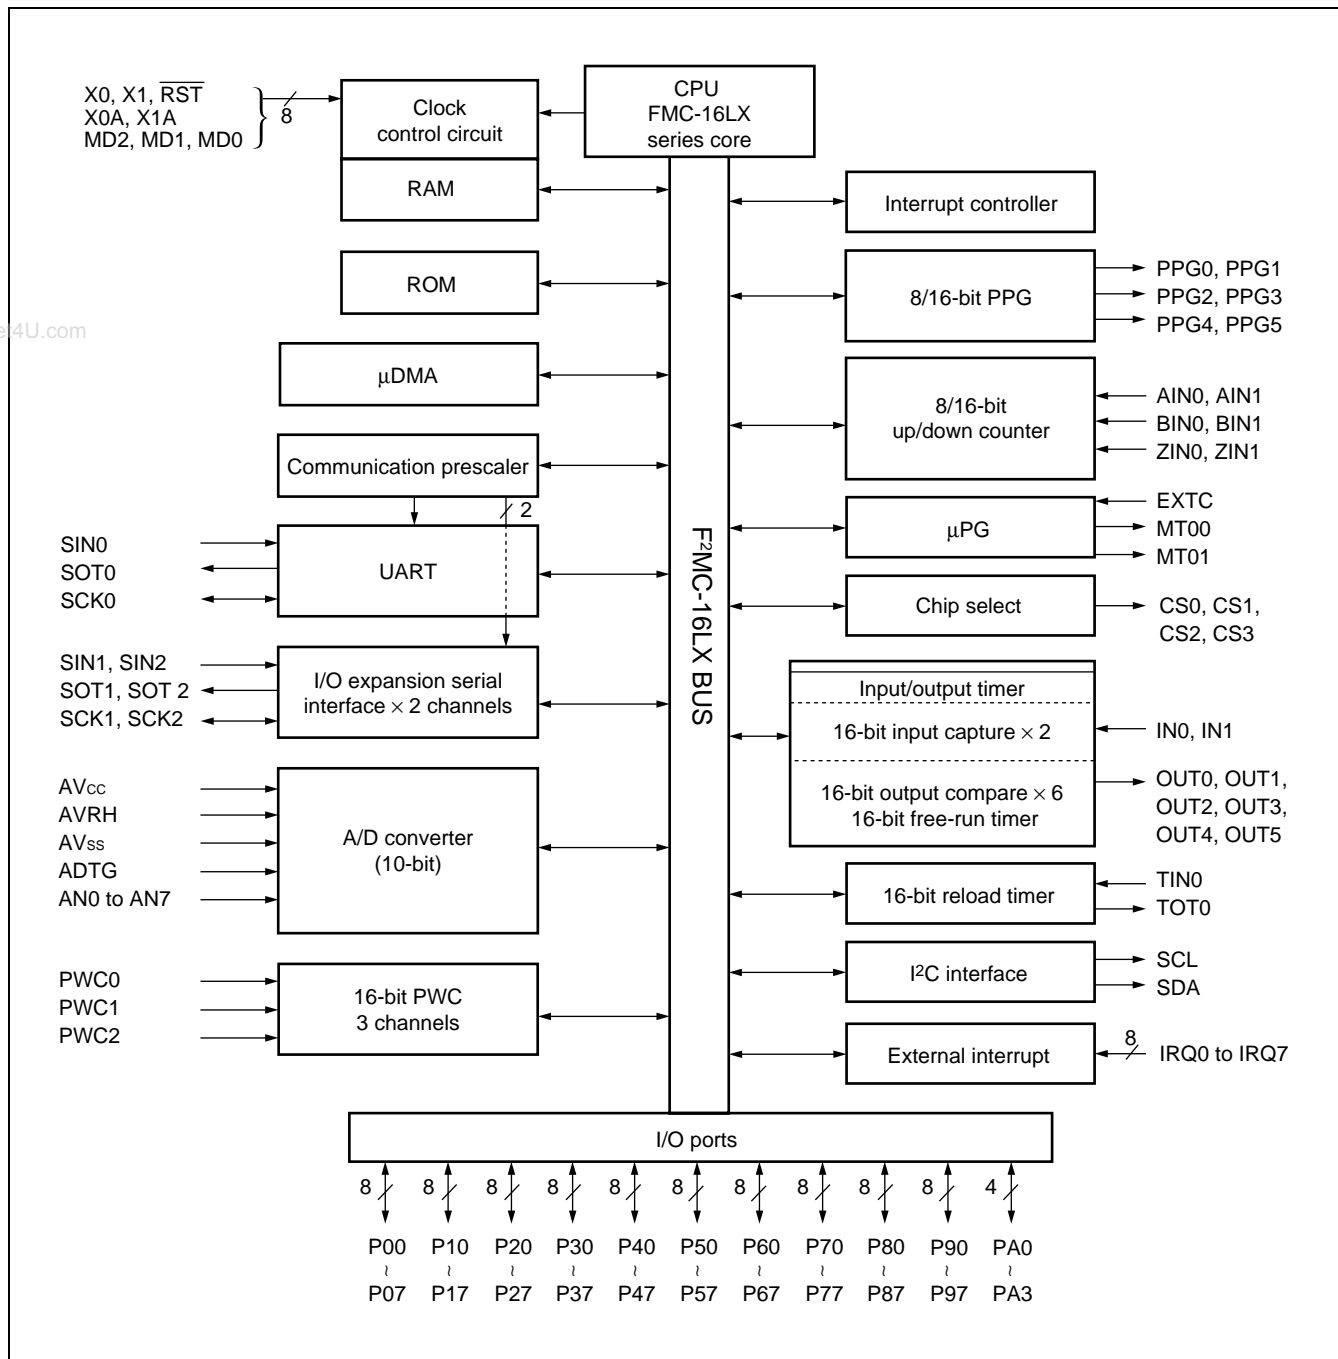 X0, X1, RST
X0A, X1A
MD2, MD1, MD0
8
Clock
control circuit
CPU
FMC-16LX
series core
RAM
ROM
et4U.com
μDMA
Communication prescaler
2
SIN0
SOT0
SCK0
UART
SIN1, SIN2
SOT1, SOT 2
SCK1, SCK2
I/O expansion serial
interface × 2 channels
AVCC
AVRH
AVSS
ADTG
AN0 to AN7
A/D converter
(10-bit)
PWC0
PWC1
PWC2
16-bit PWC
3 channels
F²MC-16LX BUS
Interrupt controller
8/16-bit PPG
PPG0, PPG1
PPG2, PPG3
PPG4, PPG5
8/16-bit
up/down counter
AIN0, AIN1
BIN0, BIN1
ZIN0, ZIN1
μPG
EXTC
MT00
MT01
Chip select
CS0, CS1,
CS2, CS3
Input/output timer
16-bit input capture × 2
16-bit output compare × 6
16-bit free-run timer
IN0, IN1
OUT0, OUT1,
OUT2, OUT3,
OUT4, OUT5
16-bit reload timer
TIN0
TOT0
I²C interface
SCL
SDA
External interrupt
8
IRQ0 to IRQ7
I/O ports
8 8 8 8 8 8 8 8 8 8 4
P00 P10 P20 P30 P40 P50 P60 P70 P80 P90 PA0
~ ~ ~ ~ ~ ~ ~ ~ ~ ~ ~
P07 P17 P27 P37 P47 P57 P67 P77 P87 P97 PA3